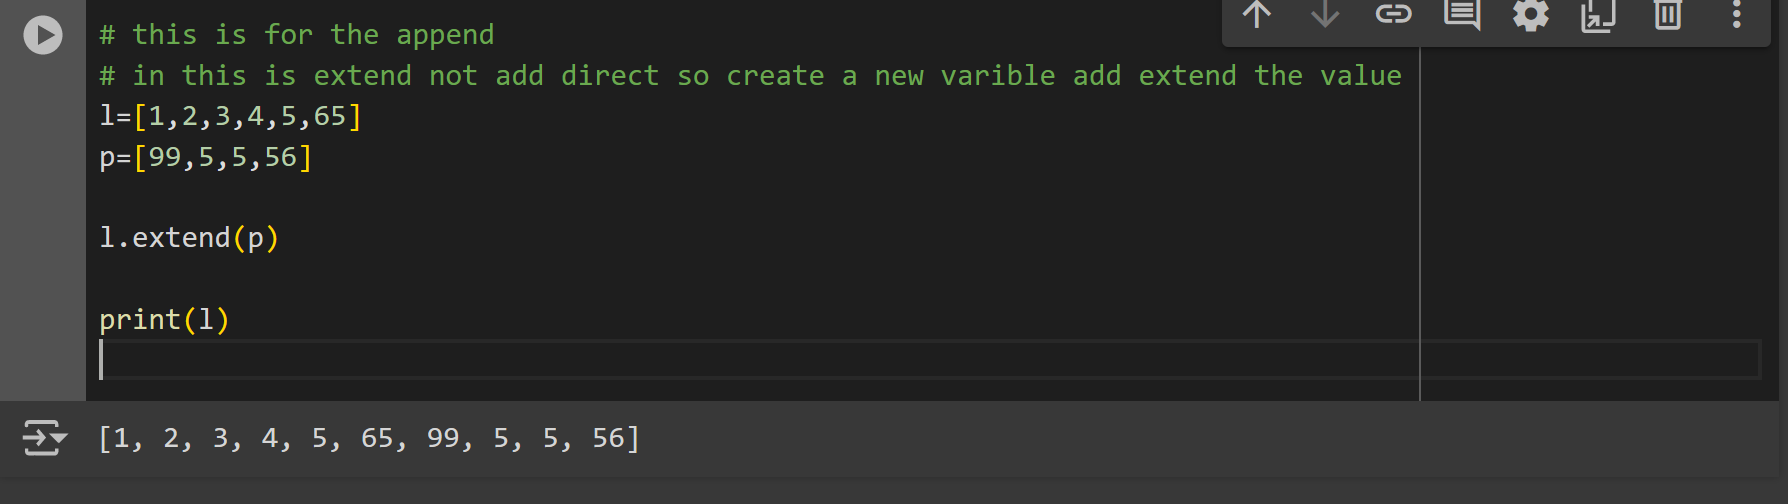 # this is for the append
# in this is extend not add direct so create a new varible add extend the value
l=[1,2,3,4,5,65]
p=[99,5,5,56]
l.extend(p)
print(l)
[1, 2, 3, 4, 5, 65, 99, 5, 5, 56]